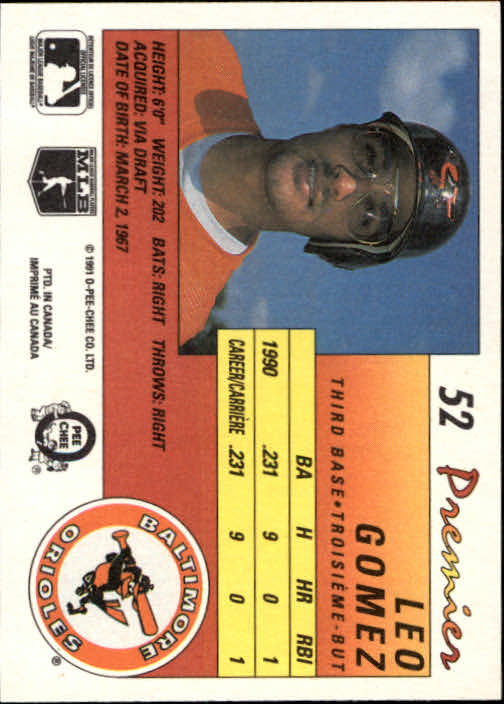 52 Premier
LEO
GOMEZ
THIRD BASE•TROISIÈME-BUT
BA H HR RBI
1990 .231 9 0 1
CAREER/CARRIÈRE .231 9 0 1
HEIGHT: 6'0" WEIGHT: 202 BATS: RIGHT THROWS: RIGHT
ACQUIRED: VIA DRAFT
DATE OF BIRTH: MARCH 2, 1967
MLB
© 1991 O-PEE-CHEE CO. LTD.
PTD. IN CANADA/
IMPRIMÉ AU CANADA
O
PEE
CHEE
BALTIMORE
ORIOLES
®